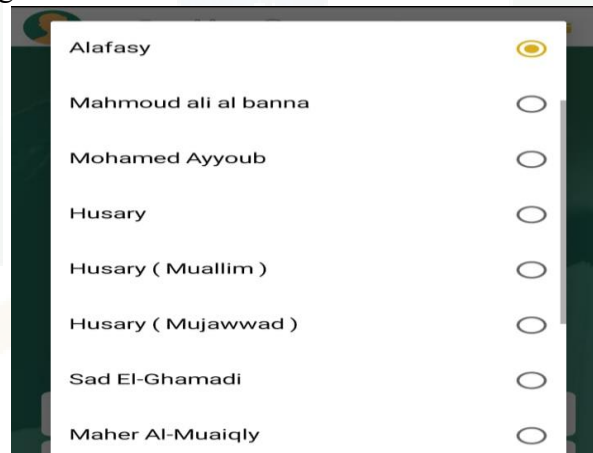 Alafasy
Mahmoud ali al banna
Mohamed Ayyoub
Husary
Husary ( Muallim )
Husary ( Mujawwad )
Sad El-Ghamadi
Maher Al-Muaiqly